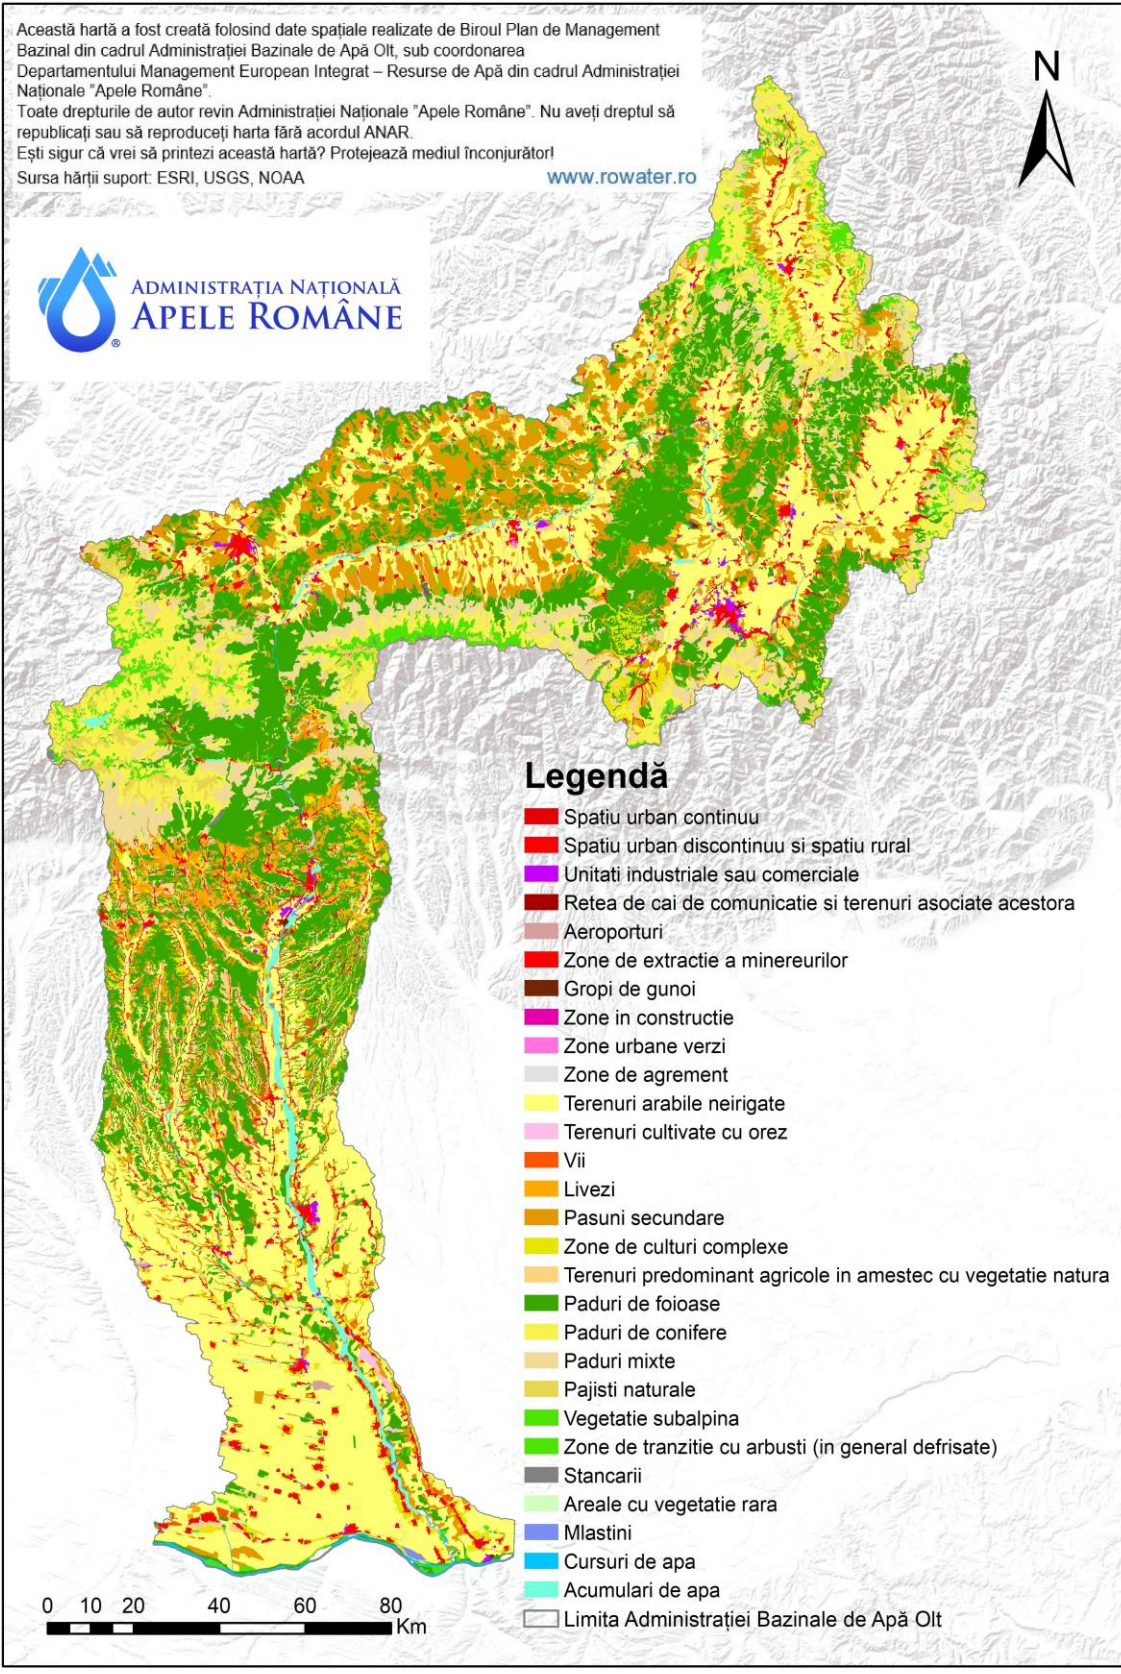 Această hartă a fost creată folosind date spațiale realizate de Biroul Plan de Management
Bazinal din cadrul Administrației Bazinale de Apă Olt, sub coordonarea
Departamentului Management European Integrat – Resurse de Apă din cadrul Administrației
Naționale "Apele Române".
Toate drepturile de autor revin Administrației Naționale "Apele Române". Nu aveți dreptul să
republicați sau să reproduceți harta fără acordul ANAR.
Ești sigur că vrei să printezi această hartă? Protejează mediul înconjurător!
Sursa hărții suport: ESRI, USGS, NOAA
www.rowater.ro
N
ADMINISTRAȚIA NAȚIONALĂ
APELE ROMÂNE
®
Legendă
Spatiu urban continuu
Spatiu urban discontinuu si spatiu rural
Unitati industriale sau comerciale
Retea de cai de comunicatie si terenuri asociate acestora
Aeroporturi
Zone de extractie a minereurilor
Gropi de gunoi
Zone in constructie
Zone urbane verzi
Zone de agrement
Terenuri arabile neirigate
Terenuri cultivate cu orez
Vii
Livezi
Pasuni secundare
Zone de culturi complexe
Terenuri predominant agricole in amestec cu vegetatie natura
Paduri de foioase
Paduri de conifere
Paduri mixte
Pajisti naturale
Vegetatie subalpina
Zone de tranzitie cu arbusti (in general defrisate)
Stancarii
Areale cu vegetatie rara
Mlastini
Cursuri de apa
Acumulari de apa
Limita Administrației Bazinale de Apă Olt
0 10 20 40 60 80
Km